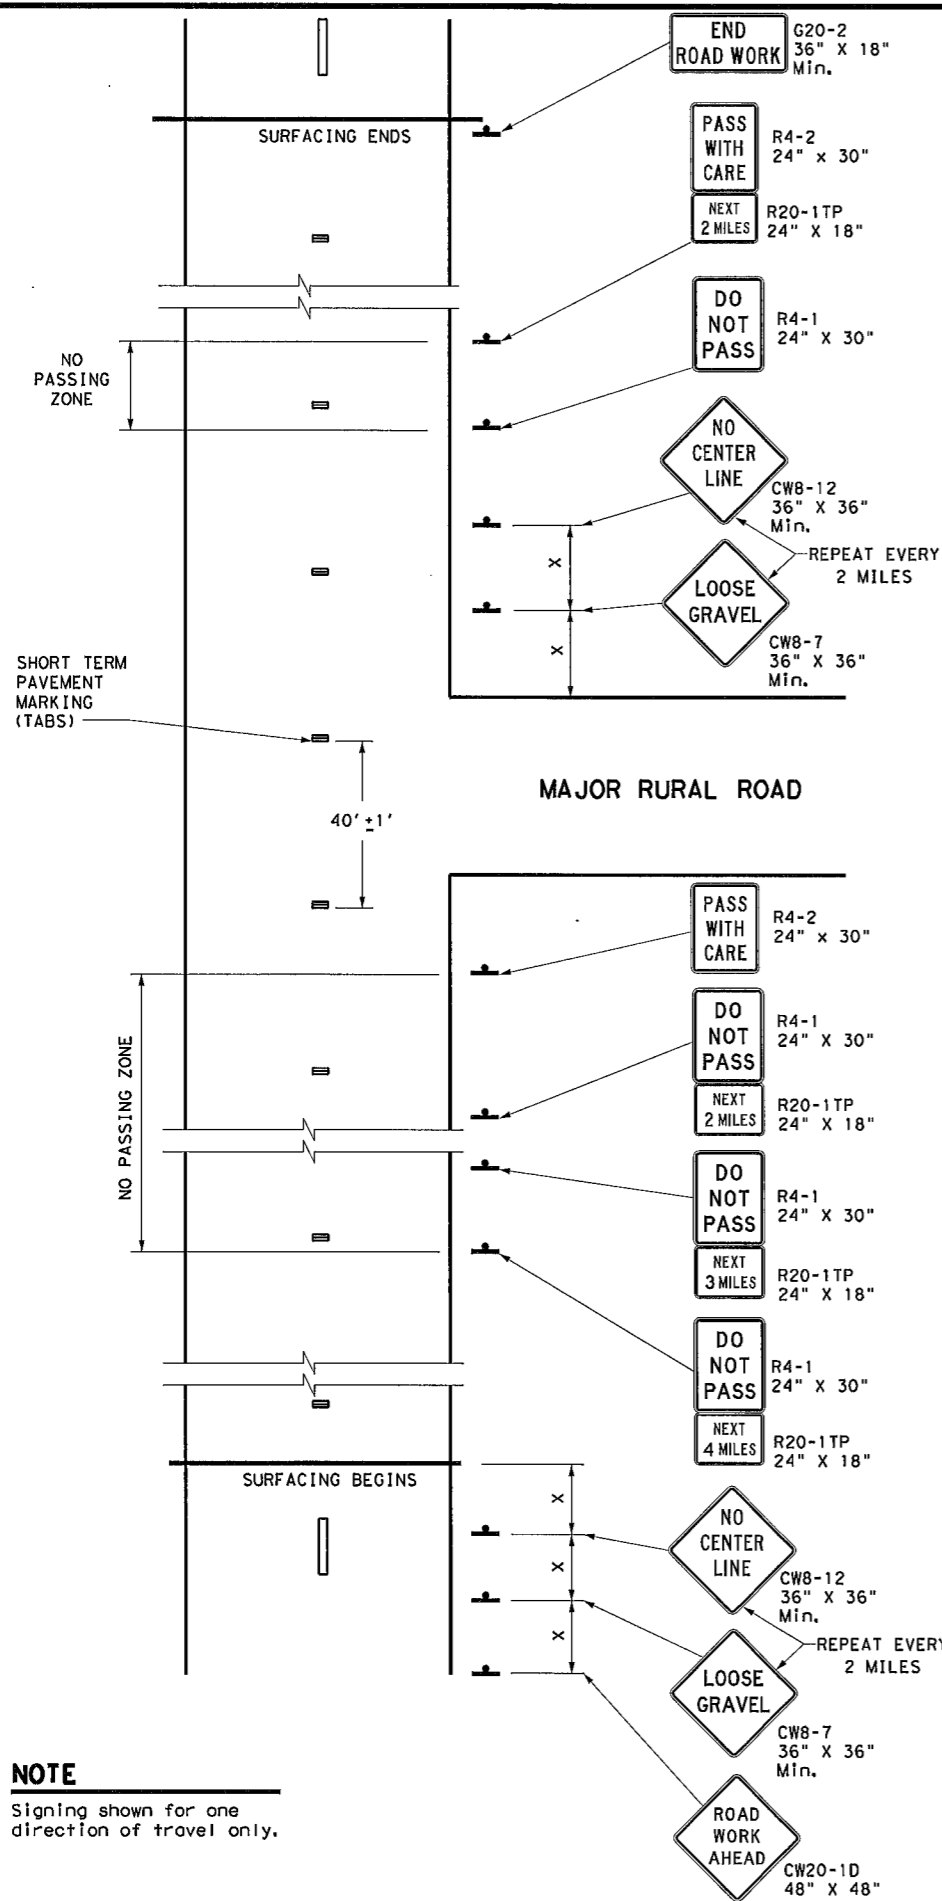 END
ROAD WORK
G20-2
36" X 18"
Min.
SURFACING ENDS
PASS
WITH
CARE
R4-2
24" x 30"
NEXT
2 MILES
R20-1TP
24" X 18"
DO
NOT
PASS
R4-1
24" X 30"
NO
PASSING
ZONE
NO
CENTER
LINE
CW8-12
36" X 36"
Min.
REPEAT EVERY
2 MILES
X
LOOSE
GRAVEL
CW8-7
36" X 36"
Min.
X
SHORT TERM
PAVEMENT
MARKING
(TABS)
MAJOR RURAL ROAD
40' ±1'
PASS
WITH
CARE
R4-2
24" x 30"
DO
NOT
PASS
R4-1
24" X 30"
NEXT
2 MILES
R20-1TP
24" X 18"
NO PASSING ZONE
DO
NOT
PASS
R4-1
24" X 30"
NEXT
3 MILES
R20-1TP
24" X 18"
DO
NOT
PASS
R4-1
24" X 30"
NEXT
4 MILES
R20-1TP
24" X 18"
SURFACING BEGINS
X
NO
CENTER
LINE
CW8-12
36" X 36"
Min.
X
REPEAT EVERY
2 MILES
X
LOOSE
GRAVEL
CW8-7
36" X 36"
Min.
ROAD
WORK
AHEAD
CW20-1D
48" X 48"
NOTE
Signing shown for one
direction of travel only.